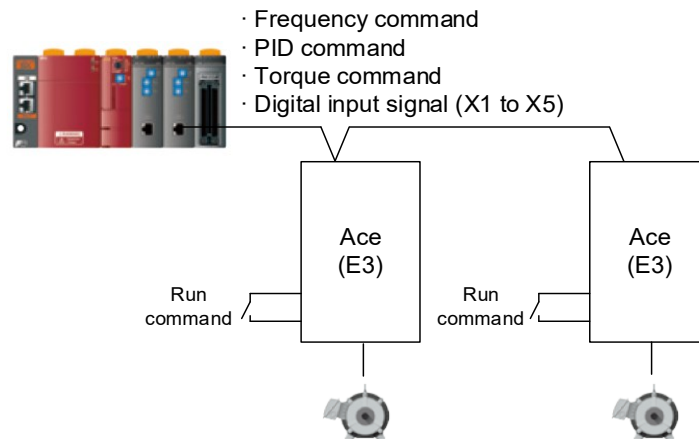 · Frequency command
· PID command
· Torque command
· Digital input signal (X1 to X5)
Ace
(E3)
Ace
(E3)
Run
command
Run
command